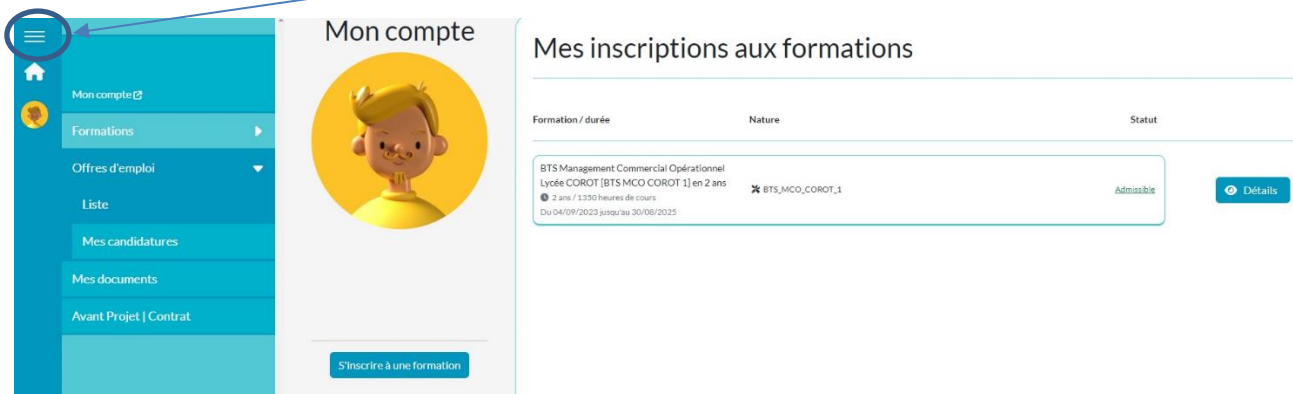 Mon compte
Formations
Offres d'emploi
Liste
Mes candidatures
Mes documents
Avant Projet | Contrat
Mon compte
S'inscrire à une formation
Mes inscriptions aux formations
Formation / durée Nature Statut
BTS Management Commercial Opérationnel
Lycée COROT [BTS MCO COROT 1] en 2 ans
2 ans / 1350 heures de cours
Du 04/09/2023 jusqu'au 30/08/2025
BTS_MCO_COROT_1
Admissible
Détails